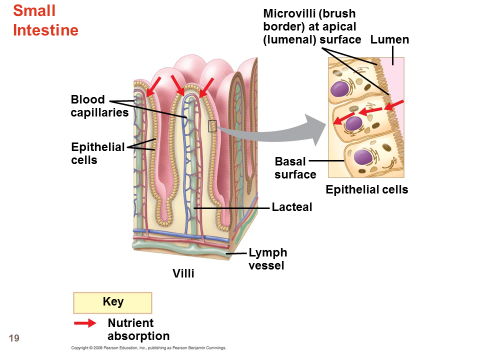 Small
Intestine
Microvilli (brush
border) at apical
(lumenal) surface
Lumen
Blood
capillaries
Epithelial
cells
Basal
surface
Epithelial cells
Lacteal
Lymph
vessel
Villi
Key
Nutrient
absorption
19
Copyright © 2008 Pearson Education, Inc., publishing as Pearson Benjamin Cummings.